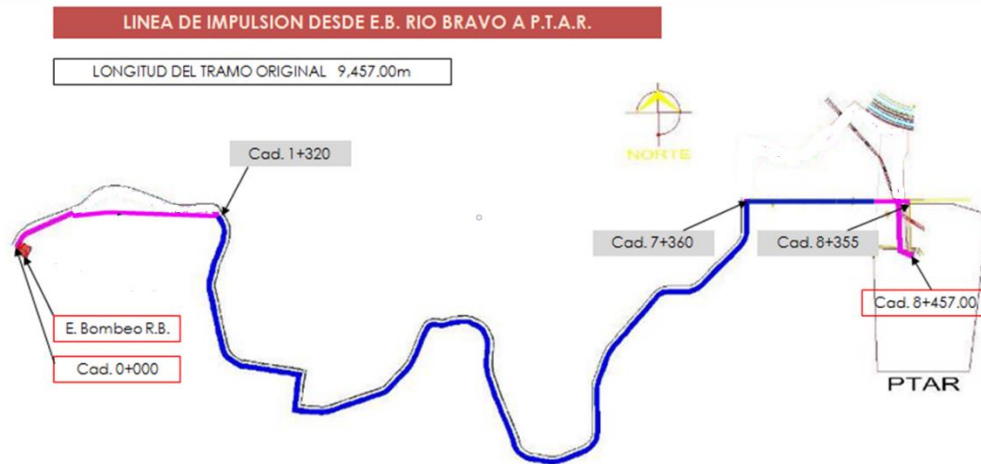 LINEA DE IMPULSION DESDE E.B. RIO BRAVO A P.T.A.R.
LONGITUD DEL TRAMO ORIGINAL 9,457.00m
Cad. 1+320
NORTE
Cad. 7+360
Cad. 8+355
Cad. 8+457.00
E. Bombeo R.B.
Cad. 0+000
PTAR